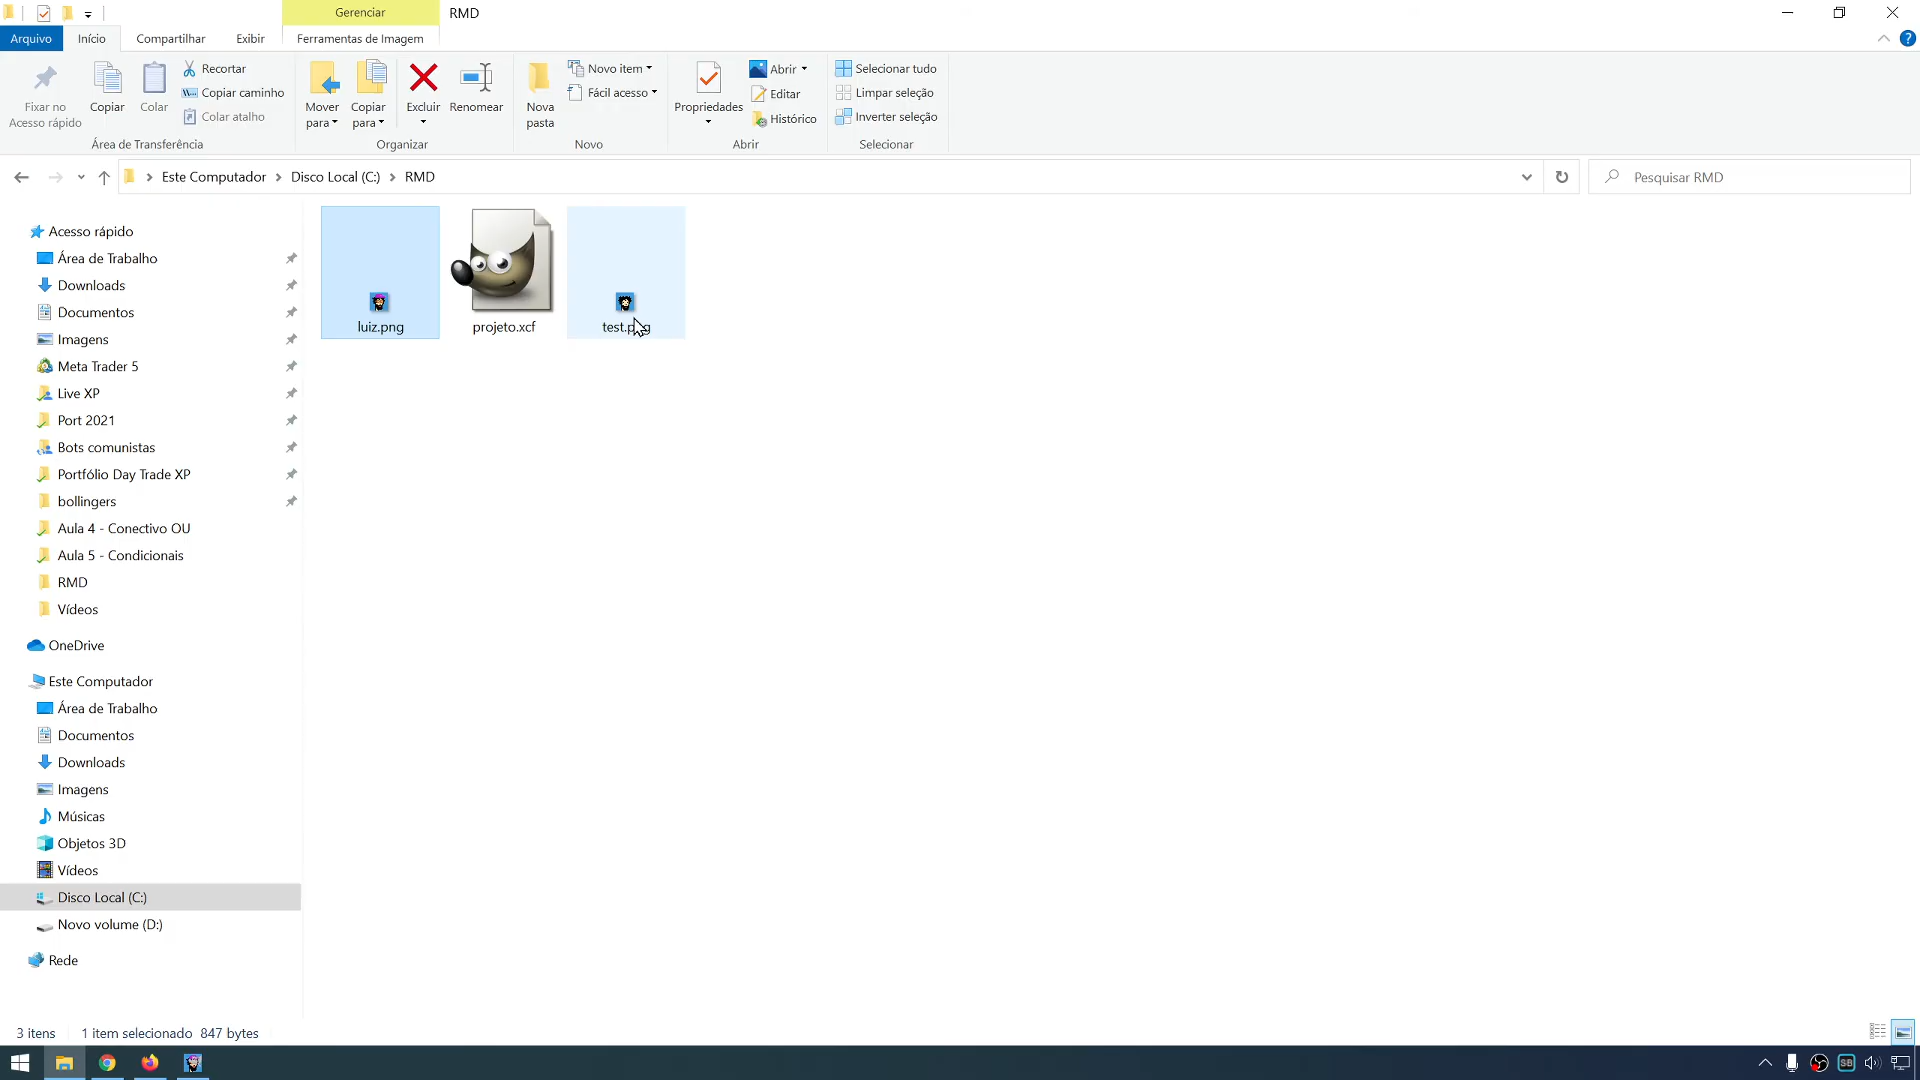 Gerenciar
RMD
Arquivo
Início
Compartilhar
Exibir
Ferramentas de Imagem
Fixar no
Acesso rápido
Copiar
Colar
Recortar
Copiar caminho
Colar atalho
Área de Transferência
Mover
para
Copiar
para
Excluir
Renomear
Organizar
Nova
pasta
Novo item
Fácil acesso
Novo
Propriedades
Abrir
Editar
Histórico
Abrir
Selecionar tudo
Limpar seleção
Inverter seleção
Selecionar
Este Computador
Disco Local (C:)
RMD
Pesquisar RMD
Acesso rápido
Área de Trabalho
Downloads
Documentos
Imagens
Meta Trader 5
Live XP
Port 2021
Bots comunistas
Portfólio Day Trade XP
bollingers
Aula 4 - Conectivo OU
Aula 5 - Condicionais
RMD
Vídeos
OneDrive
Este Computador
Área de Trabalho
Documentos
Downloads
Imagens
Músicas
Objetos 3D
Vídeos
Disco Local (C:)
Novo volume (D:)
Rede
luiz.png
projeto.xcf
test.png
3 itens
1 item selecionado 847 bytes
SB